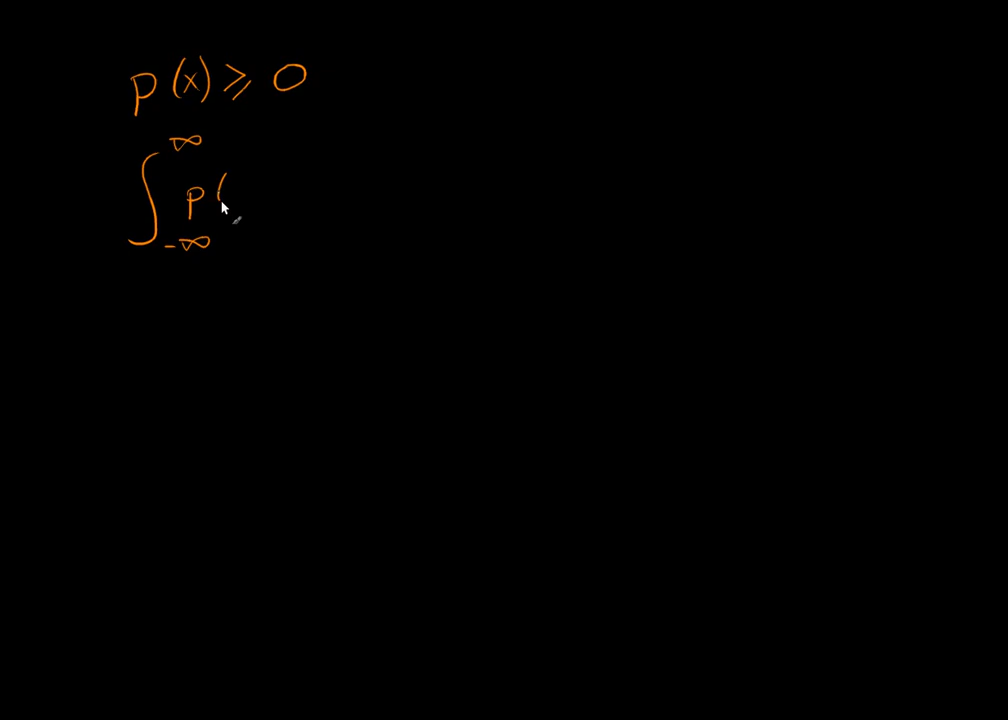 p(x) ≥ 0
∫_{-∞}^{∞} p(